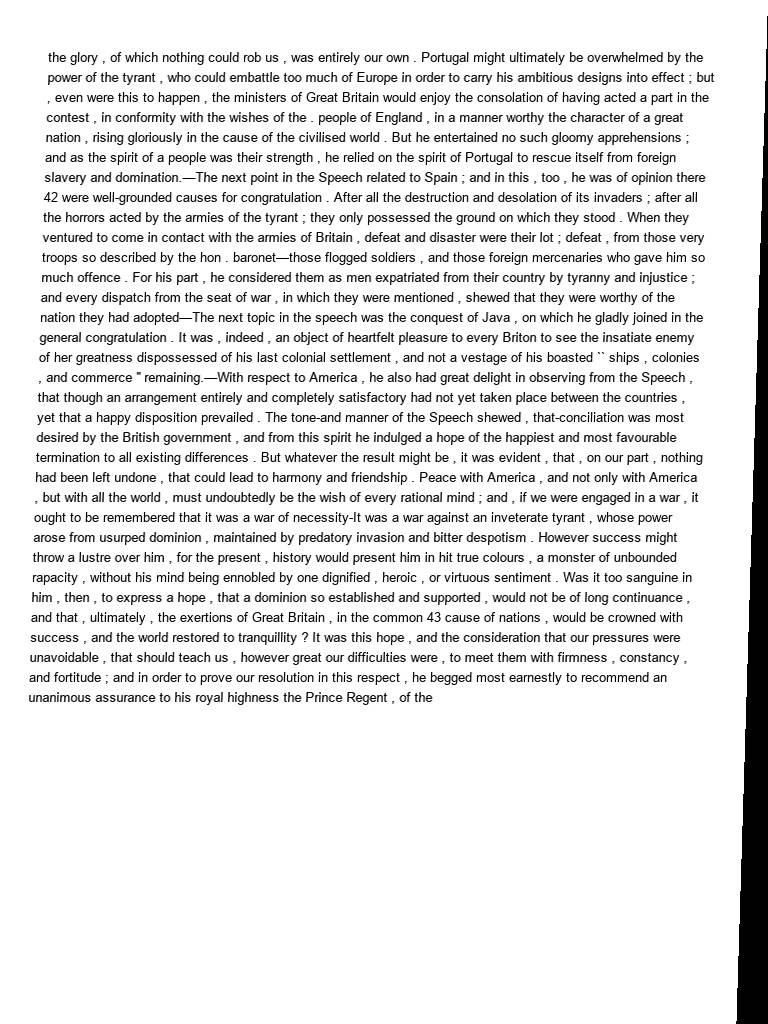 the glory , of which nothing could rob us , was entirely our own . Portugal might ultimately be overwhelmed by the
power of the tyrant , who could embattle too much of Europe in order to carry his ambitious designs into effect ; but
, even were this to happen , the ministers of Great Britain would enjoy the consolation of having acted a part in the
contest , in conformity with the wishes of the . people of England , in a manner worthy the character of a great
nation , rising gloriously in the cause of the civilised world . But he entertained no such gloomy apprehensions ;
and as the spirit of a people was their strength , he relied on the spirit of Portugal to rescue itself from foreign
slavery and domination.—The next point in the Speech related to Spain ; and in this , too , he was of opinion there
42 were well-grounded causes for congratulation . After all the destruction and desolation of its invaders ; after all
the horrors acted by the armies of the tyrant ; they only possessed the ground on which they stood . When they
ventured to come in contact with the armies of Britain , defeat and disaster were their lot ; defeat , from those very
troops so described by the hon . baronet—those flogged soldiers , and those foreign mercenaries who gave him so
much offence . For his part , he considered them as men expatriated from their country by tyranny and injustice ;
and every dispatch from the seat of war , in which they were mentioned , shewed that they were worthy of the
nation they had adopted—The next topic in the speech was the conquest of Java , on which he gladly joined in the
general congratulation . It was , indeed , an object of heartfelt pleasure to every Briton to see the insatiate enemy
of her greatness dispossessed of his last colonial settlement , and not a vestage of his boasted `` ships , colonies
, and commerce " remaining.—With respect to America , he also had great delight in observing from the Speech ,
that though an arrangement entirely and completely satisfactory had not yet taken place between the countries ,
yet that a happy disposition prevailed . The tone-and manner of the Speech shewed , that-conciliation was most
desired by the British government , and from this spirit he indulged a hope of the happiest and most favourable
termination to all existing differences . But whatever the result might be , it was evident , that , on our part , nothing
had been left undone , that could lead to harmony and friendship . Peace with America , and not only with America
, but with all the world , must undoubtedly be the wish of every rational mind ; and , if we were engaged in a war , it
ought to be remembered that it was a war of necessity-It was a war against an inveterate tyrant , whose power
arose from usurped dominion , maintained by predatory invasion and bitter despotism . However success might
throw a lustre over him , for the present , history would present him in hit true colours , a monster of unbounded
rapacity , without his mind being ennobled by one dignified , heroic , or virtuous sentiment . Was it too sanguine in
him , then , to express a hope , that a dominion so established and supported , would not be of long continuance ,
and that , ultimately , the exertions of Great Britain , in the common 43 cause of nations , would be crowned with
success , and the world restored to tranquillity ? It was this hope , and the consideration that our pressures were
unavoidable , that should teach us , however great our difficulties were , to meet them with firmness , constancy ,
and fortitude ; and in order to prove our resolution in this respect , he begged most earnestly to recommend an
unanimous assurance to his royal highness the Prince Regent , of the